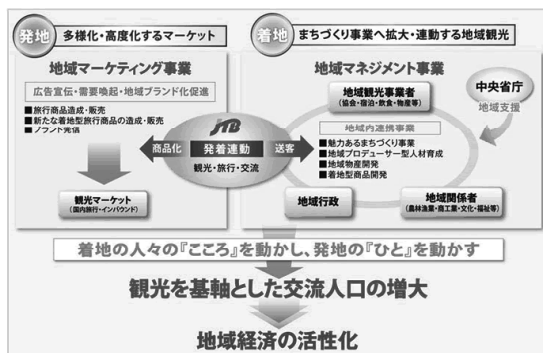 発地 多様化・高度化するマーケット
地域マーケティング事業
広告宣伝・需要喚起・地域ブランド化促進
■旅行商品造成・販売
■新たな着地型旅行商品の造成・販売
観光マーケット
(国内旅行・インバウンド)
商品化
JTB
発着連動
観光・旅行・交流
送客
着地 まちづくり事業へ拡大・連動する地域観光
地域マネジメント事業
地域観光事業者
(協会・宿泊・飲食・物産等)
中央省庁
地域支援
地域内連携事業
■魅力あるまちづくり事業
■地域プロデューサー型人材育成
■地域物産開発
■着地型商品開発
地域行政
地域関係者
(農林漁業・商工業・文化・福祉等)
着地の人々の『こころ』を動かし、発地の『ひと』を動かす
観光を基軸とした交流人口の増大
地域経済の活性化